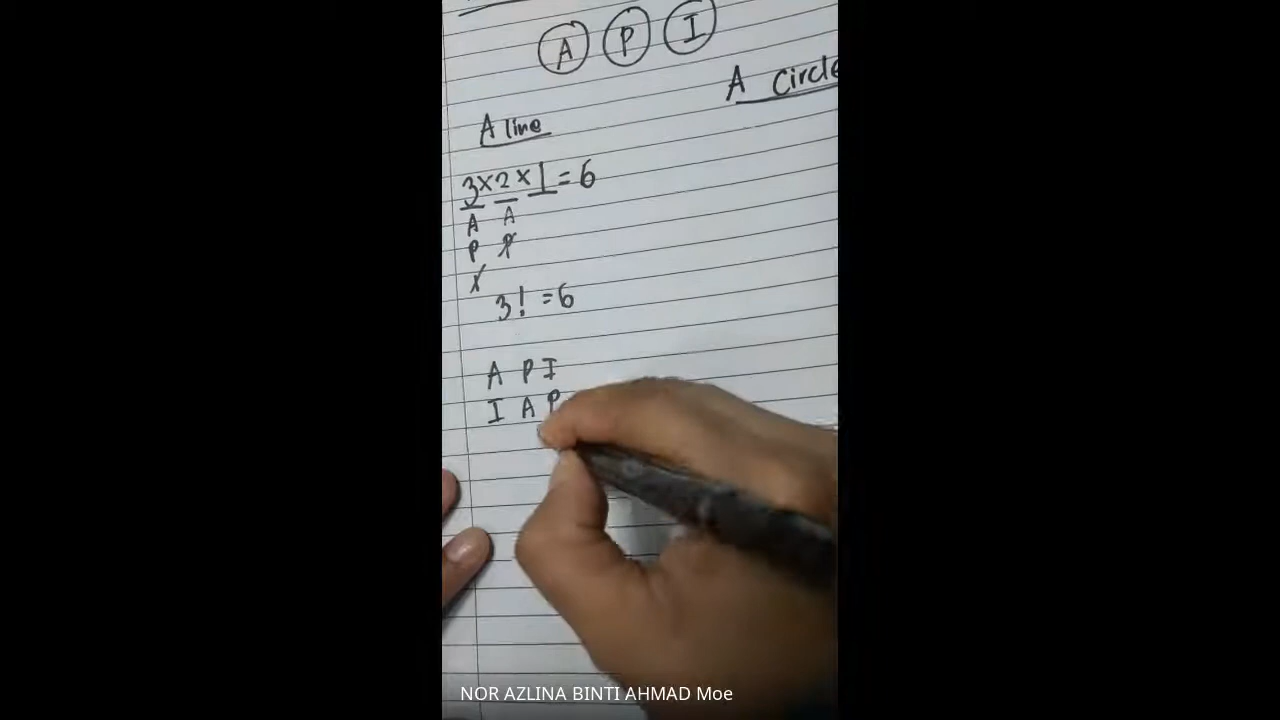 A P I
A Circle
A line
3 x 2 x 1 = 6
A A
P P
3! = 6
A P I
I A P
NOR AZLINA BINTI AHMAD Moe